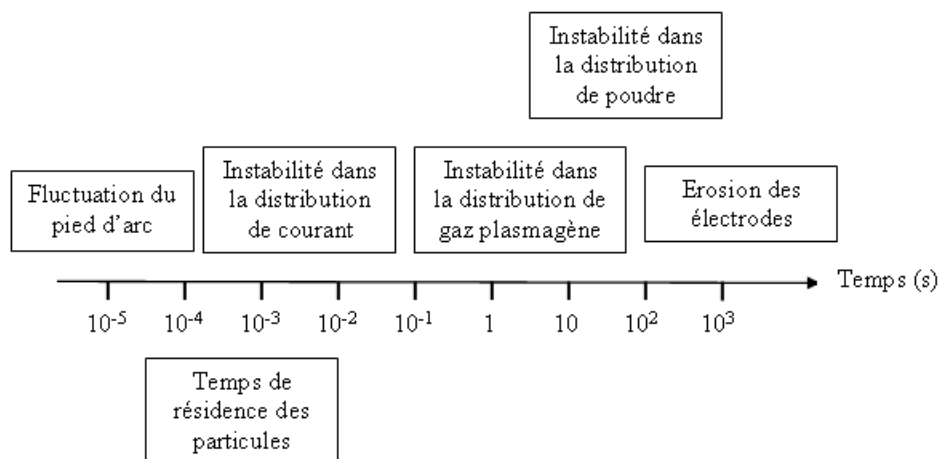 Instabilité dans
la distribution
de poudre
Fluctuation du
pied d'arc
Instabilité dans
la distribution
de courant
Instabilité dans
la distribution de
gaz plasmagène
Erosion des
électrodes
Temps (s)
10⁻⁵ 10⁻⁴ 10⁻³ 10⁻² 10⁻¹ 1 10 10² 10³
Temps de
résidence des
particules